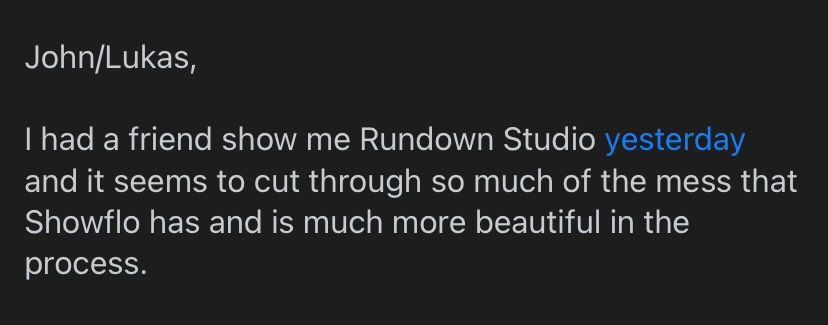 John/Lukas,
I had a friend show me Rundown Studio yesterday
and it seems to cut through so much of the mess that
Showflo has and is much more beautiful in the
process.